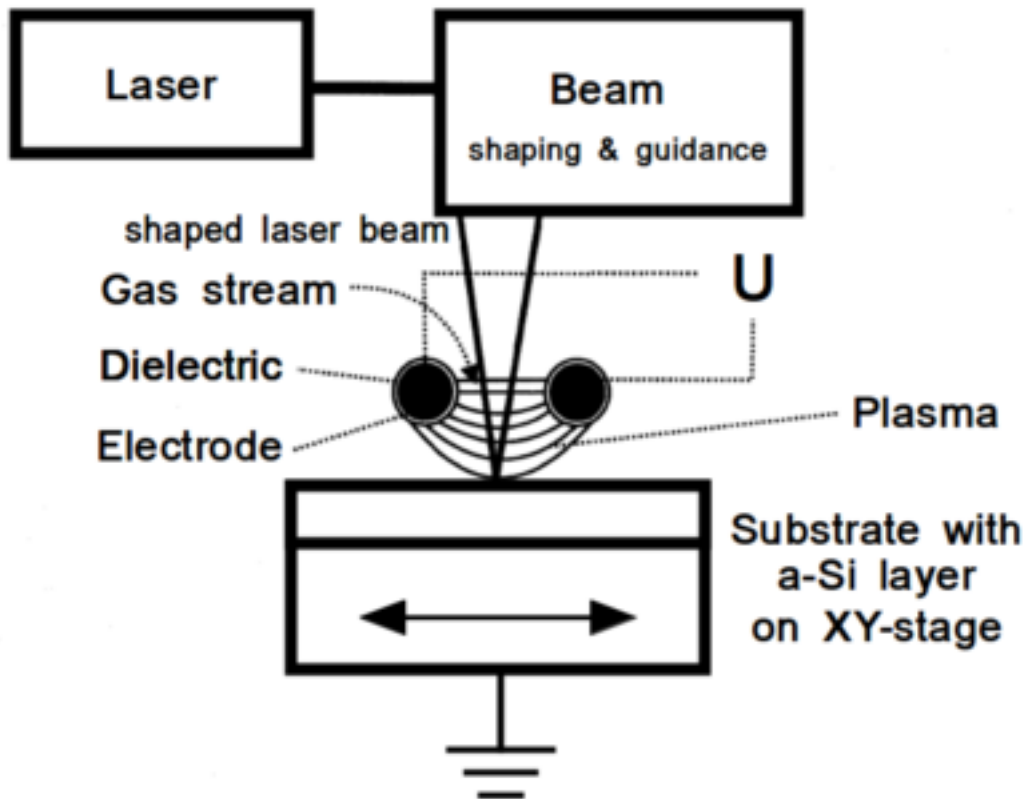 Laser
Beam
shaping & guidance
shaped laser beam
Gas stream
U
Dielectric
Electrode
Plasma
Substrate with
a-Si layer
on XY-stage